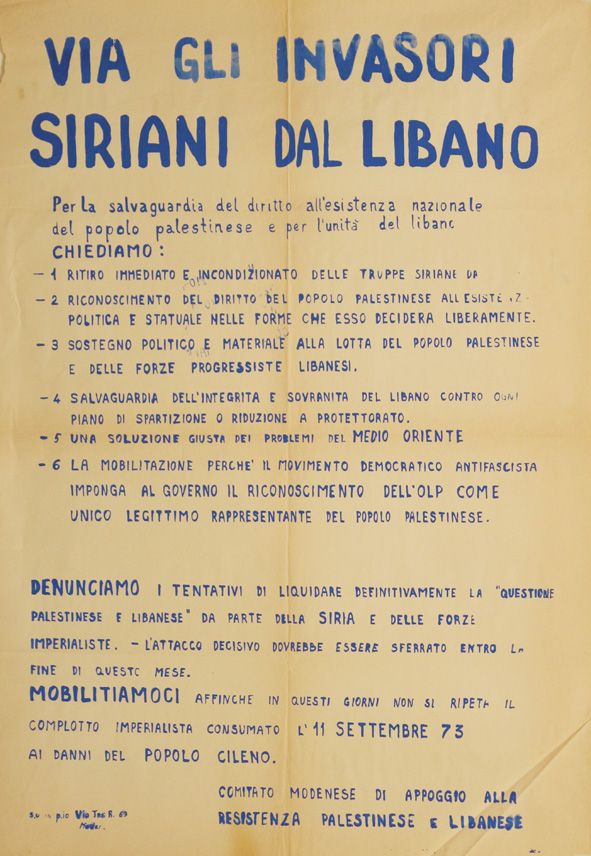 VIA GLI INVASORI
SIRIANI DAL LIBANO
Per la salvaguardia del diritto all'esistenza nazionale
del popolo palestinese e per l'unità del libano
CHIEDIAMO:
- 1 RITIRO IMMEDIATO E INCONDIZIONATO DELLE TRUPPE SIRIANE DA
- 2 RICONOSCIMENTO DEL DIRITTO DEL POPOLO PALESTINESE ALL'ESISTENZA
POLITICA E STATUALE NELLE FORME CHE ESSO DECIDERA LIBERAMENTE.
- 3 SOSTEGNO POLITICO E MATERIALE ALLA LOTTA DEL POPOLO PALESTINESE
E DELLE FORZE PROGRESSISTE LIBANESI.
- 4 SALVAGUARDIA DELL'INTEGRITA E SOVRANITA DEL LIBANO CONTRO OGNI
PIANO DI SPARTIZIONE O RIDUZIONE A PROTETTORATO.
- 5 UNA SOLUZIONE GIUSTA DEI PROBLEMI DEL MEDIO ORIENTE
- 6 LA MOBILITAZIONE PERCHE' IL MOVIMENTO DEMOCRATICO ANTIFASCISTA
IMPONGA AL GOVERNO IL RICONOSCIMENTO DELL'OLP COME
UNICO LEGITTIMO RAPPRESENTANTE DEL POPOLO PALESTINESE.
DENUNCIAMO I TENTATIVI DI LIQUIDARE DEFINITIVAMENTE LA "QUESTIONE
PALESTINESE E LIBANESE" DA PARTE DELLA SIRIA E DELLE FORZE
IMPERIALISTE. - L'ATTACCO DECISIVO DOVREBBE ESSERE SFERRATO ENTRO LA
FINE DI QUESTO MESE.
MOBILITIAMOCI AFFINCHE IN QUESTI GIORNI NON SI RIPETA IL
COMPLOTTO IMPERIALISTA CONSUMATO L'11 SETTEMBRE 73
AI DANNI DEL POPOLO CILENO.
COMITATO MODENESE DI APPOGGIO ALLA
RESISTENZA PALESTINESE E LIBANESE
p.io Via 69